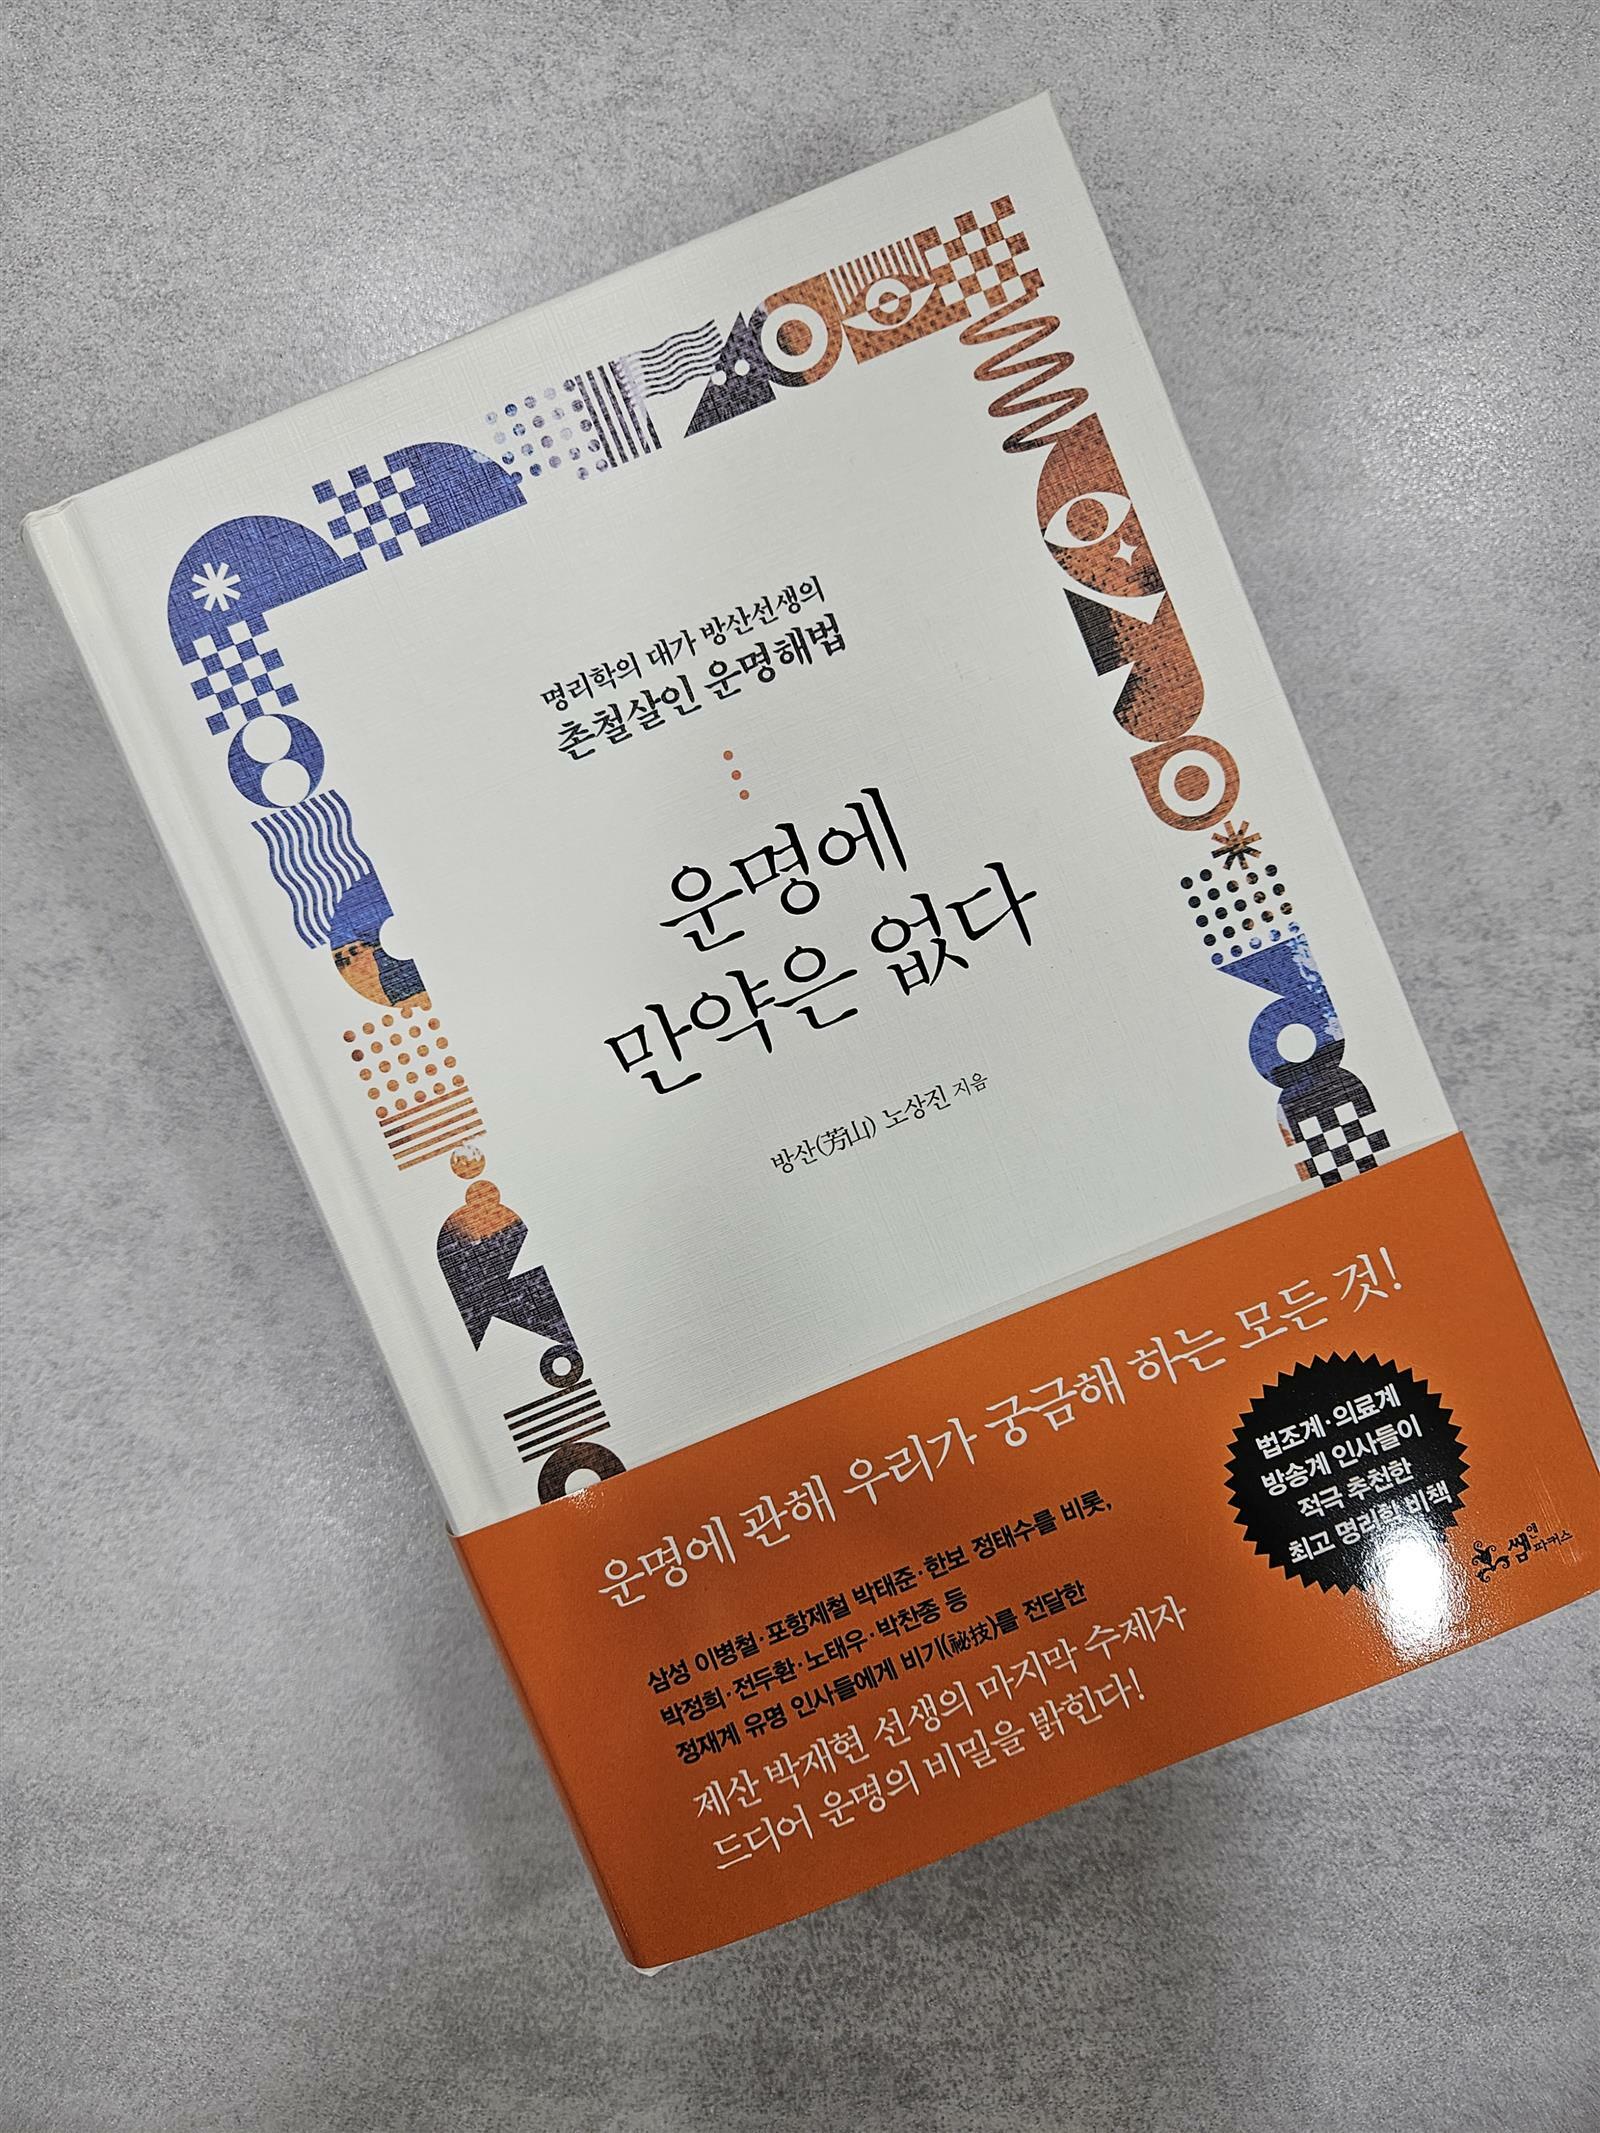 명리학의 대가 방산선생의
촌철살인 운명해법
운명에
만약은 없다
방산(芳山) 노상진 지음
운명에 관해 우리가 궁금해 하는 모든 것!
삼성 이병철·포항제철 박태준·한보 정태수를 비롯,
박정희·전두환·노태우·박찬종 등
정재계 유명 인사들에게 비기(祕技)를 전달한
제산 박재현 선생의 마지막 수제자
드디어 운명의 비밀을 밝힌다!
법조계·의료계
방송계 인사들이
적극 추천한
최고 명리학 비책
쌤앤파커스